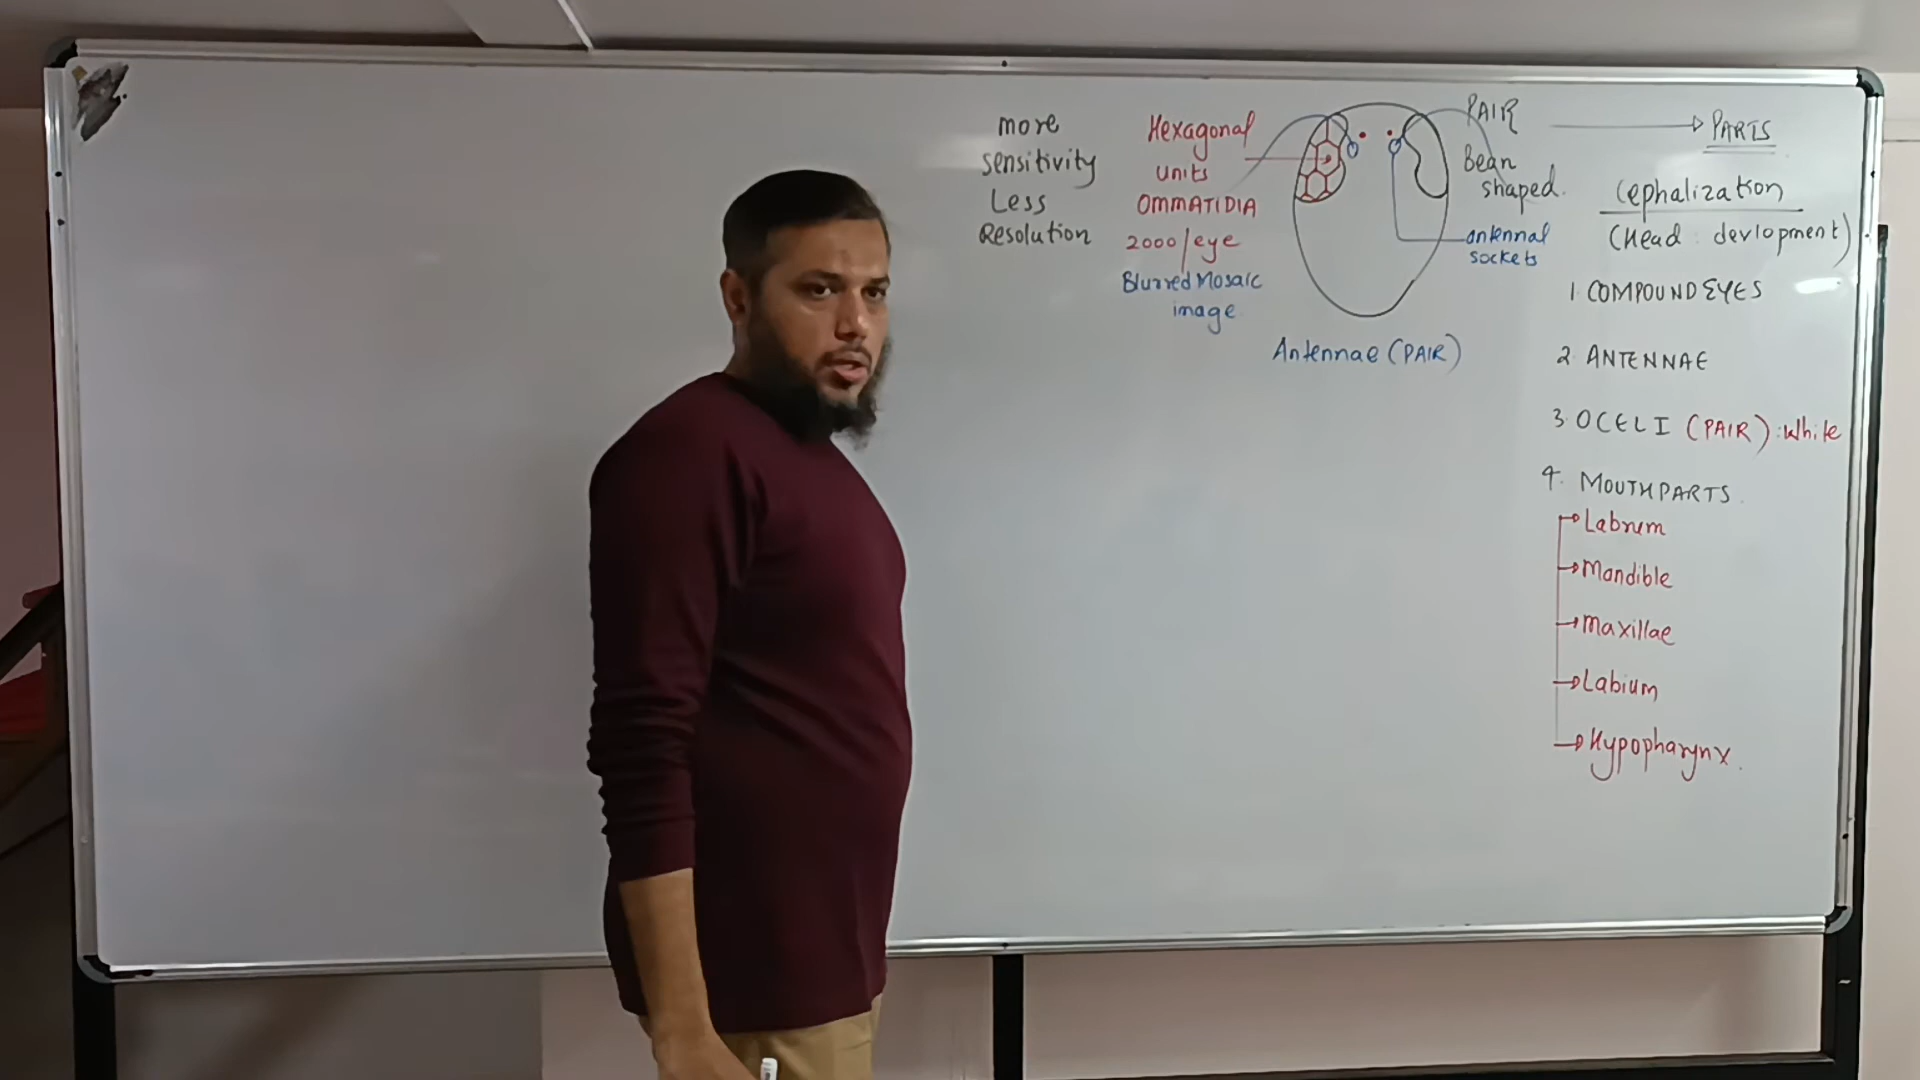 more
sensitivity
Less
Resolution
Hexagonal
units
OMMATIDIA
2000/eye
Blurred Mosaic
image
PAIR
Bean
shaped.
antennal
sockets
Antennae (PAIR)
PARTS
Cephalization
(Head : devlopment)
1. COMPOUND EYES
2. ANTENNAE
3. OCELI (PAIR) : White
4. MOUTHPARTS.
Labrum
Mandible
Maxillae
Labium
Hypopharynx.